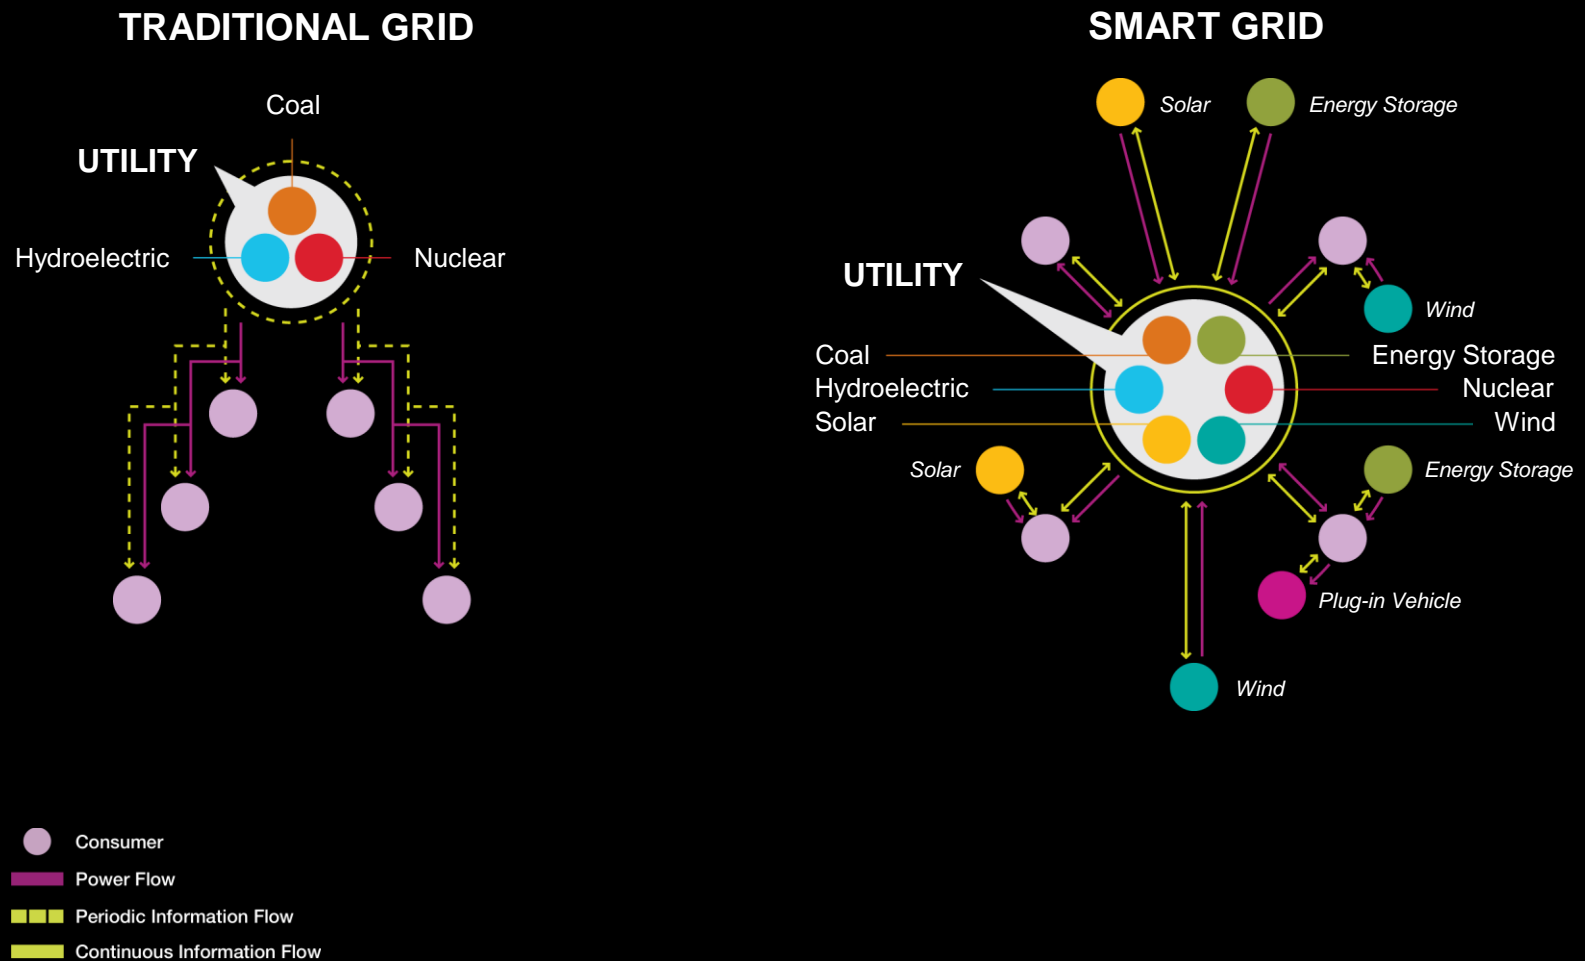 TRADITIONAL GRID
Coal
UTILITY
Hydroelectric
Nuclear
SMART GRID
Solar
Energy Storage
UTILITY
Wind
Coal
Energy Storage
Hydroelectric
Nuclear
Solar
Wind
Solar
Energy Storage
Plug-in Vehicle
Wind
Consumer
Power Flow
Periodic Information Flow
Continuous Information Flow